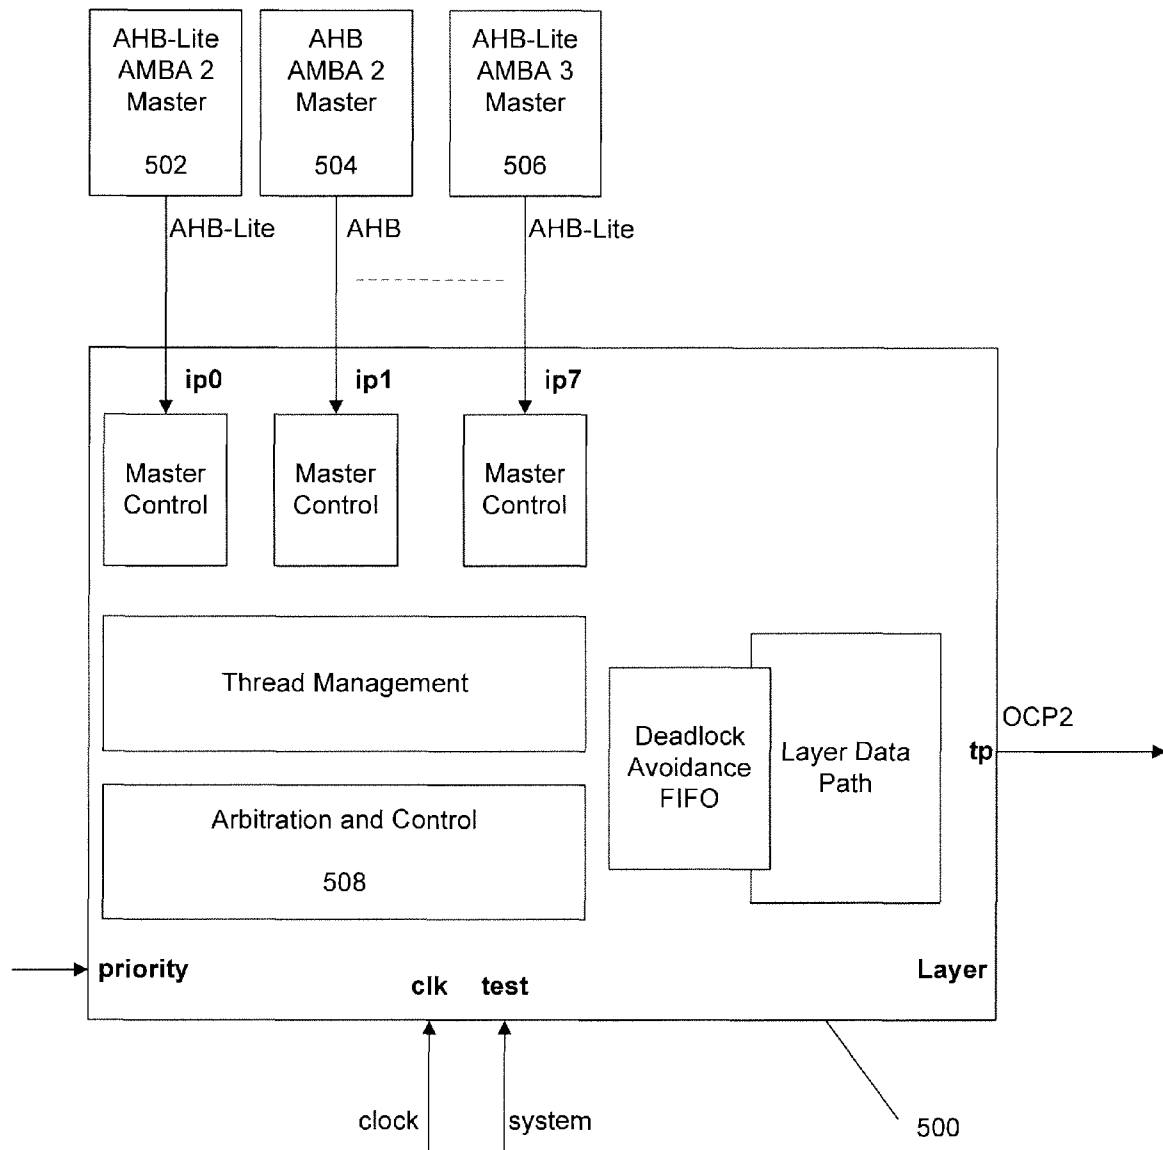 AHB-Lite
AMBA 2
Master
502
AHB
AMBA 2
Master
504
AHB-Lite
AMBA 3
Master
506
AHB-Lite
AHB
AHB-Lite
ip0
ip1
ip7
Master
Control
Master
Control
Master
Control
Thread Management
Deadlock
Avoidance
FIFO
Layer Data
Path
tp
OCP2
Arbitration and Control
508
priority
clk
test
Layer
clock
system
500